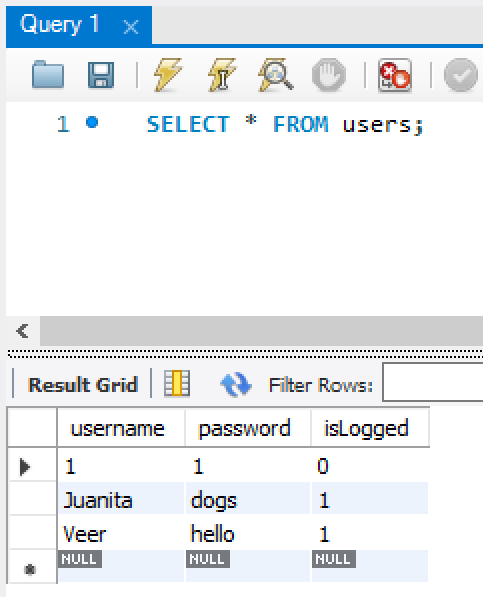 Query 1 ×
1 SELECT * FROM users;
Result Grid Filter Rows:
username password isLogged
1 1 0
Juanita dogs 1
Veer hello 1
NULL NULL NULL